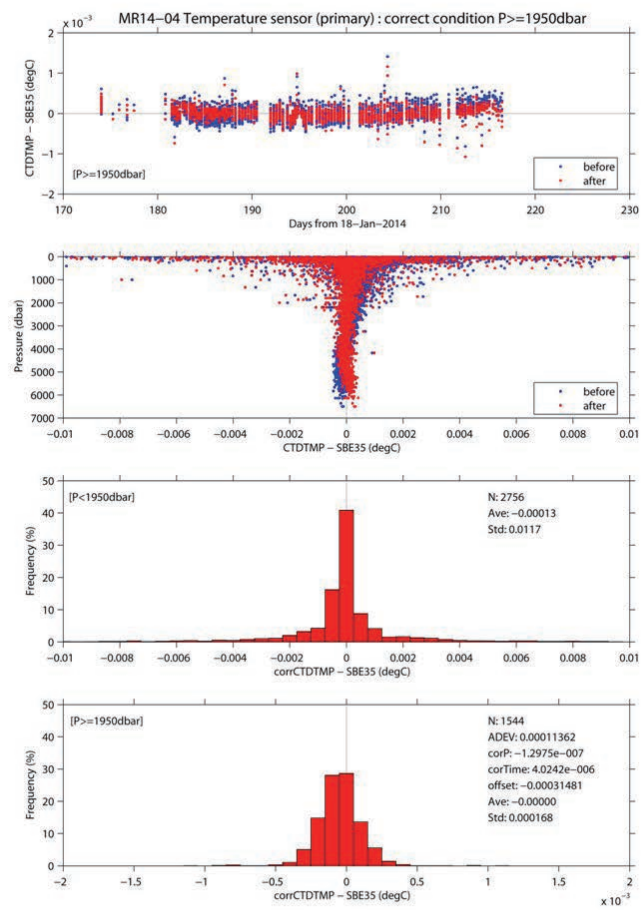 MR14−04 Temperature sensor (primary) : correct condition P>=1950dbar
x 10⁻³
2
1
0
−1
−2
CTDTMP − SBE35 (degC)
[P>=1950dbar]
before
after
170 180 190 200 210 220 230
Days from 18−Jan−2014
0
1000
2000
3000
4000
5000
6000
7000
Pressure (dbar)
before
after
−0.01 −0.008 −0.006 −0.004 −0.002 0 0.002 0.004 0.006 0.008 0.01
CTDTMP − SBE35 (degC)
50
40
30
20
10
0
Frequency (%)
[P<1950dbar]
N: 2756
Ave: −0.00013
Std: 0.0117
−0.01 −0.008 −0.006 −0.004 −0.002 0 0.002 0.004 0.006 0.008 0.01
corrCTDTMP − SBE35 (degC)
50
40
30
20
10
0
Frequency (%)
[P>=1950dbar]
N: 1544
ADEV: 0.00011362
corP: −1.2975e−007
corTime: 4.0242e−006
offset: −0.00031481
Ave: −0.00000
Std: 0.000168
−2 −1.5 −1 −0.5 0 0.5 1 1.5 2
corrCTDTMP − SBE35 (degC)
x 10⁻³